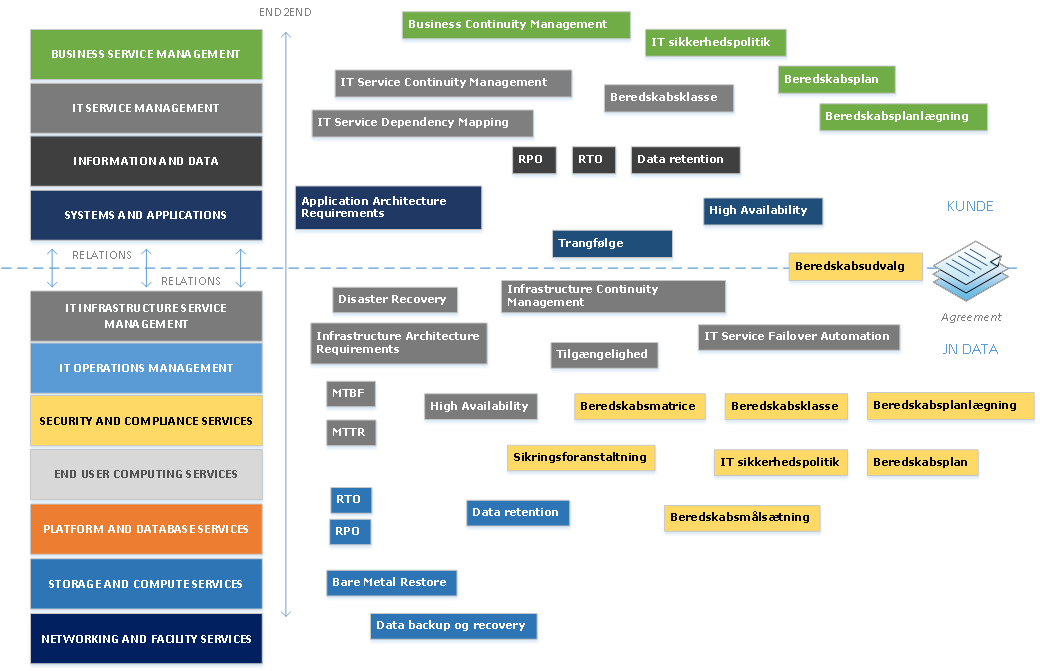 END2END
BUSINESS SERVICE MANAGEMENT
IT SERVICE MANAGEMENT
INFORMATION AND DATA
SYSTEMS AND APPLICATIONS
RELATIONS
RELATIONS
IT INFRASTRUCTURE SERVICE
MANAGEMENT
IT OPERATIONS MANAGEMENT
SECURITY AND COMPLIANCE SERVICES
END USER COMPUTING SERVICES
PLATFORM AND DATABASE SERVICES
STORAGE AND COMPUTE SERVICES
NETWORKING AND FACILITY SERVICES
Business Continuity Management
IT sikkerhedspolitik
IT Service Continuity Management
Beredskabsplan
Beredskabsklasse
Beredskabsplanlægning
IT Service Dependency Mapping
RPO
RTO
Data retention
Application Architecture
Requirements
High Availability
KUNDE
Trangfølge
Beredskabsudvalg
Agreement
JN DATA
Disaster Recovery
Infrastructure Continuity
Management
Infrastructure Architecture
Requirements
IT Service Failover Automation
Tilgængelighed
MTBF
High Availability
Beredskabsmatrice
Beredskabsklasse
Beredskabsplanlægning
MTTR
Sikringsforanstaltning
IT sikkerhedspolitik
Beredskabsplan
RTO
Data retention
Beredskabsmålsætning
RPO
Bare Metal Restore
Data backup og recovery